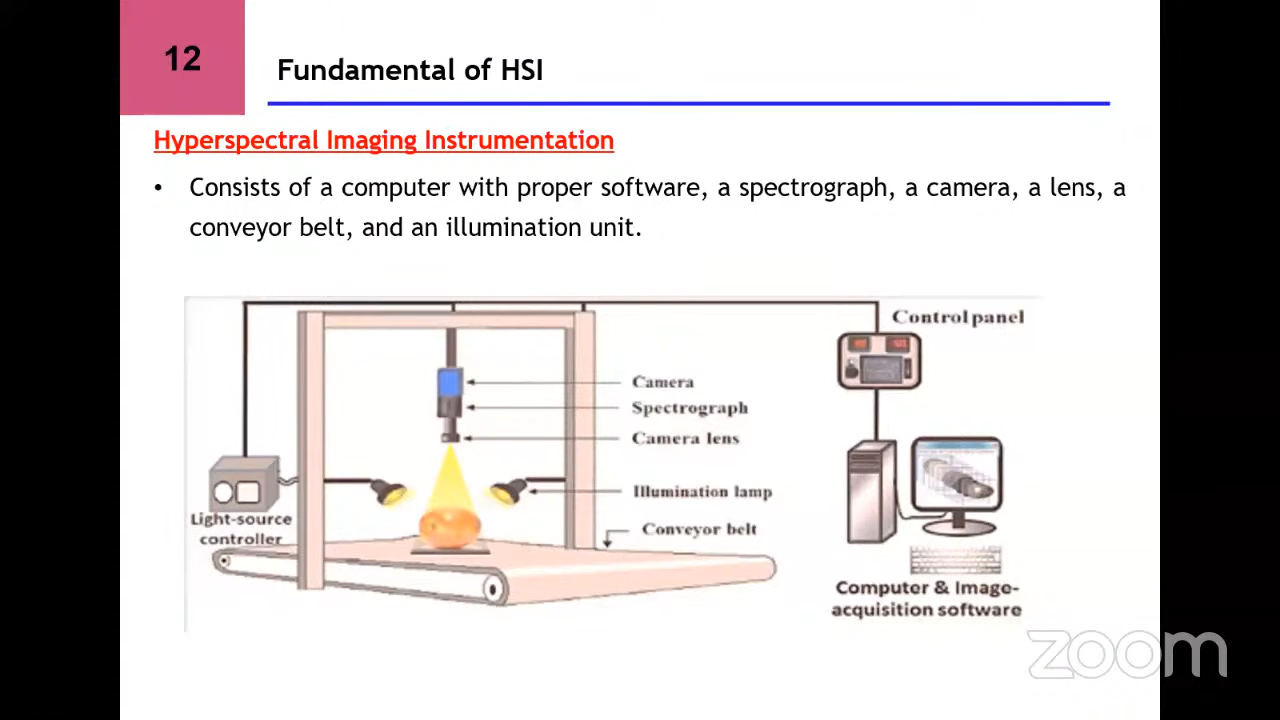 12
Fundamental of HSI
Hyperspectral Imaging Instrumentation
• Consists of a computer with proper software, a spectrograph, a camera, a lens, a
conveyor belt, and an illumination unit.
Control panel
Camera
Spectrograph
Camera lens
Illumination lamp
Light-source
controller
Conveyor belt
Computer & Image-
acquisition software
zoom